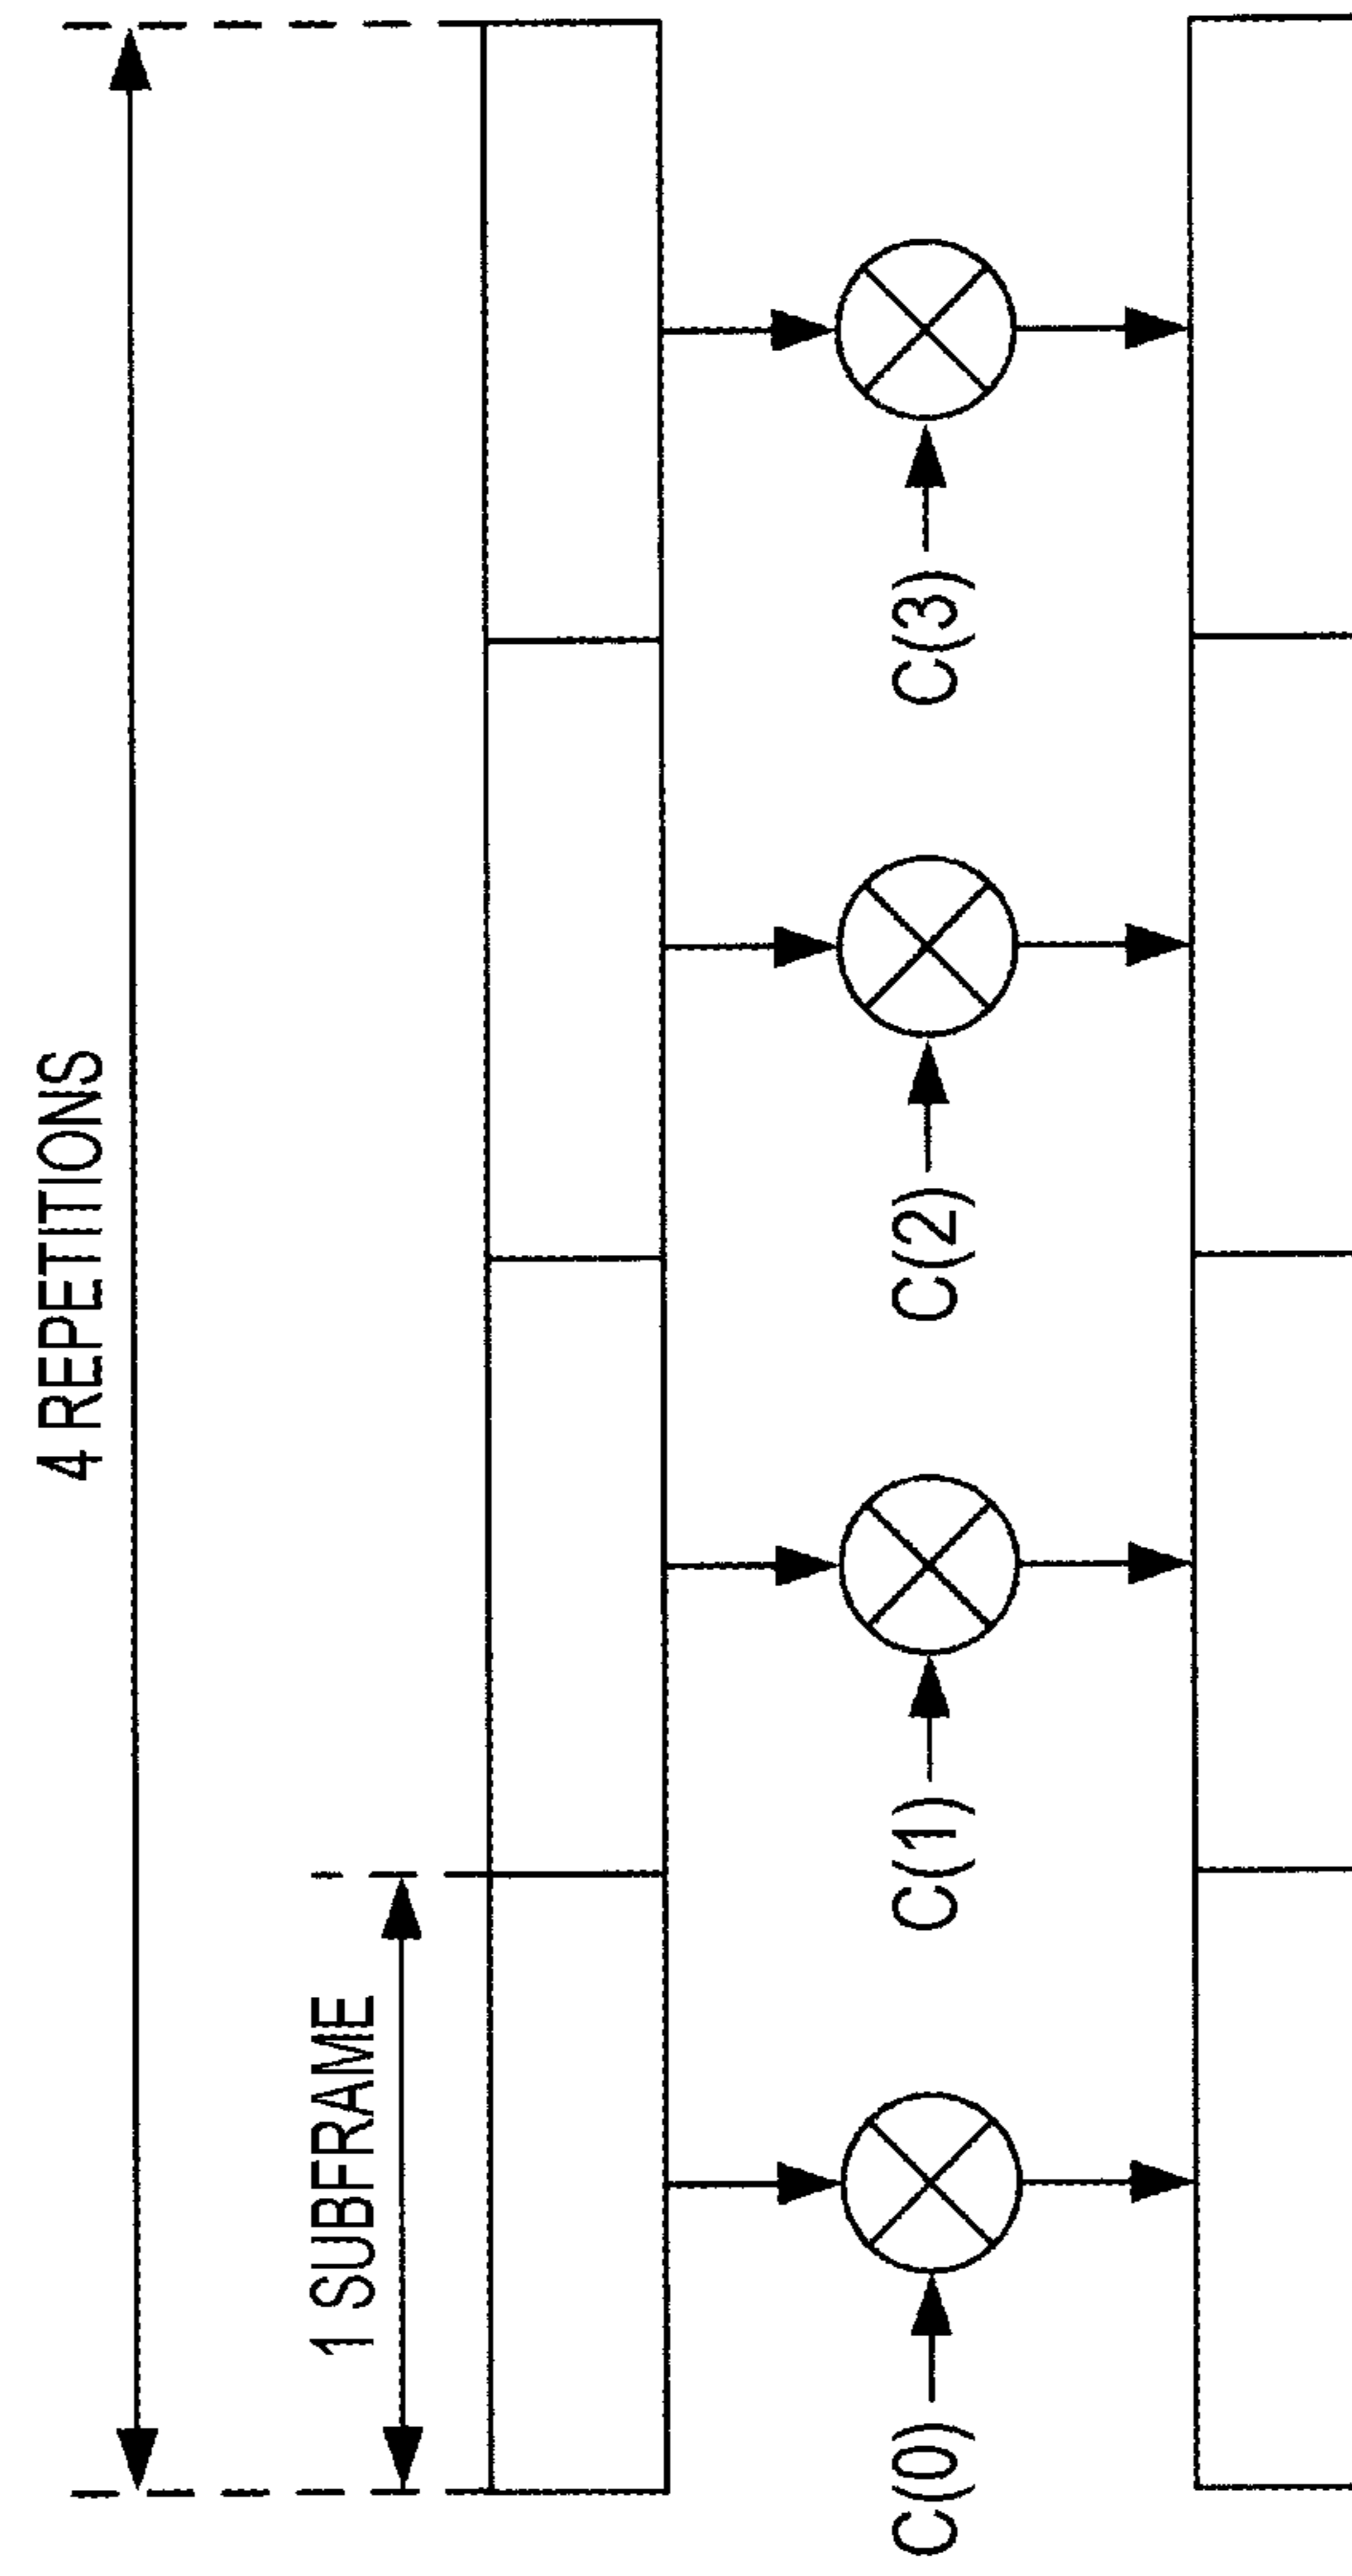 4 REPETITIONS
1 SUBFRAME
C(0)
C(1)
C(2)
C(3)